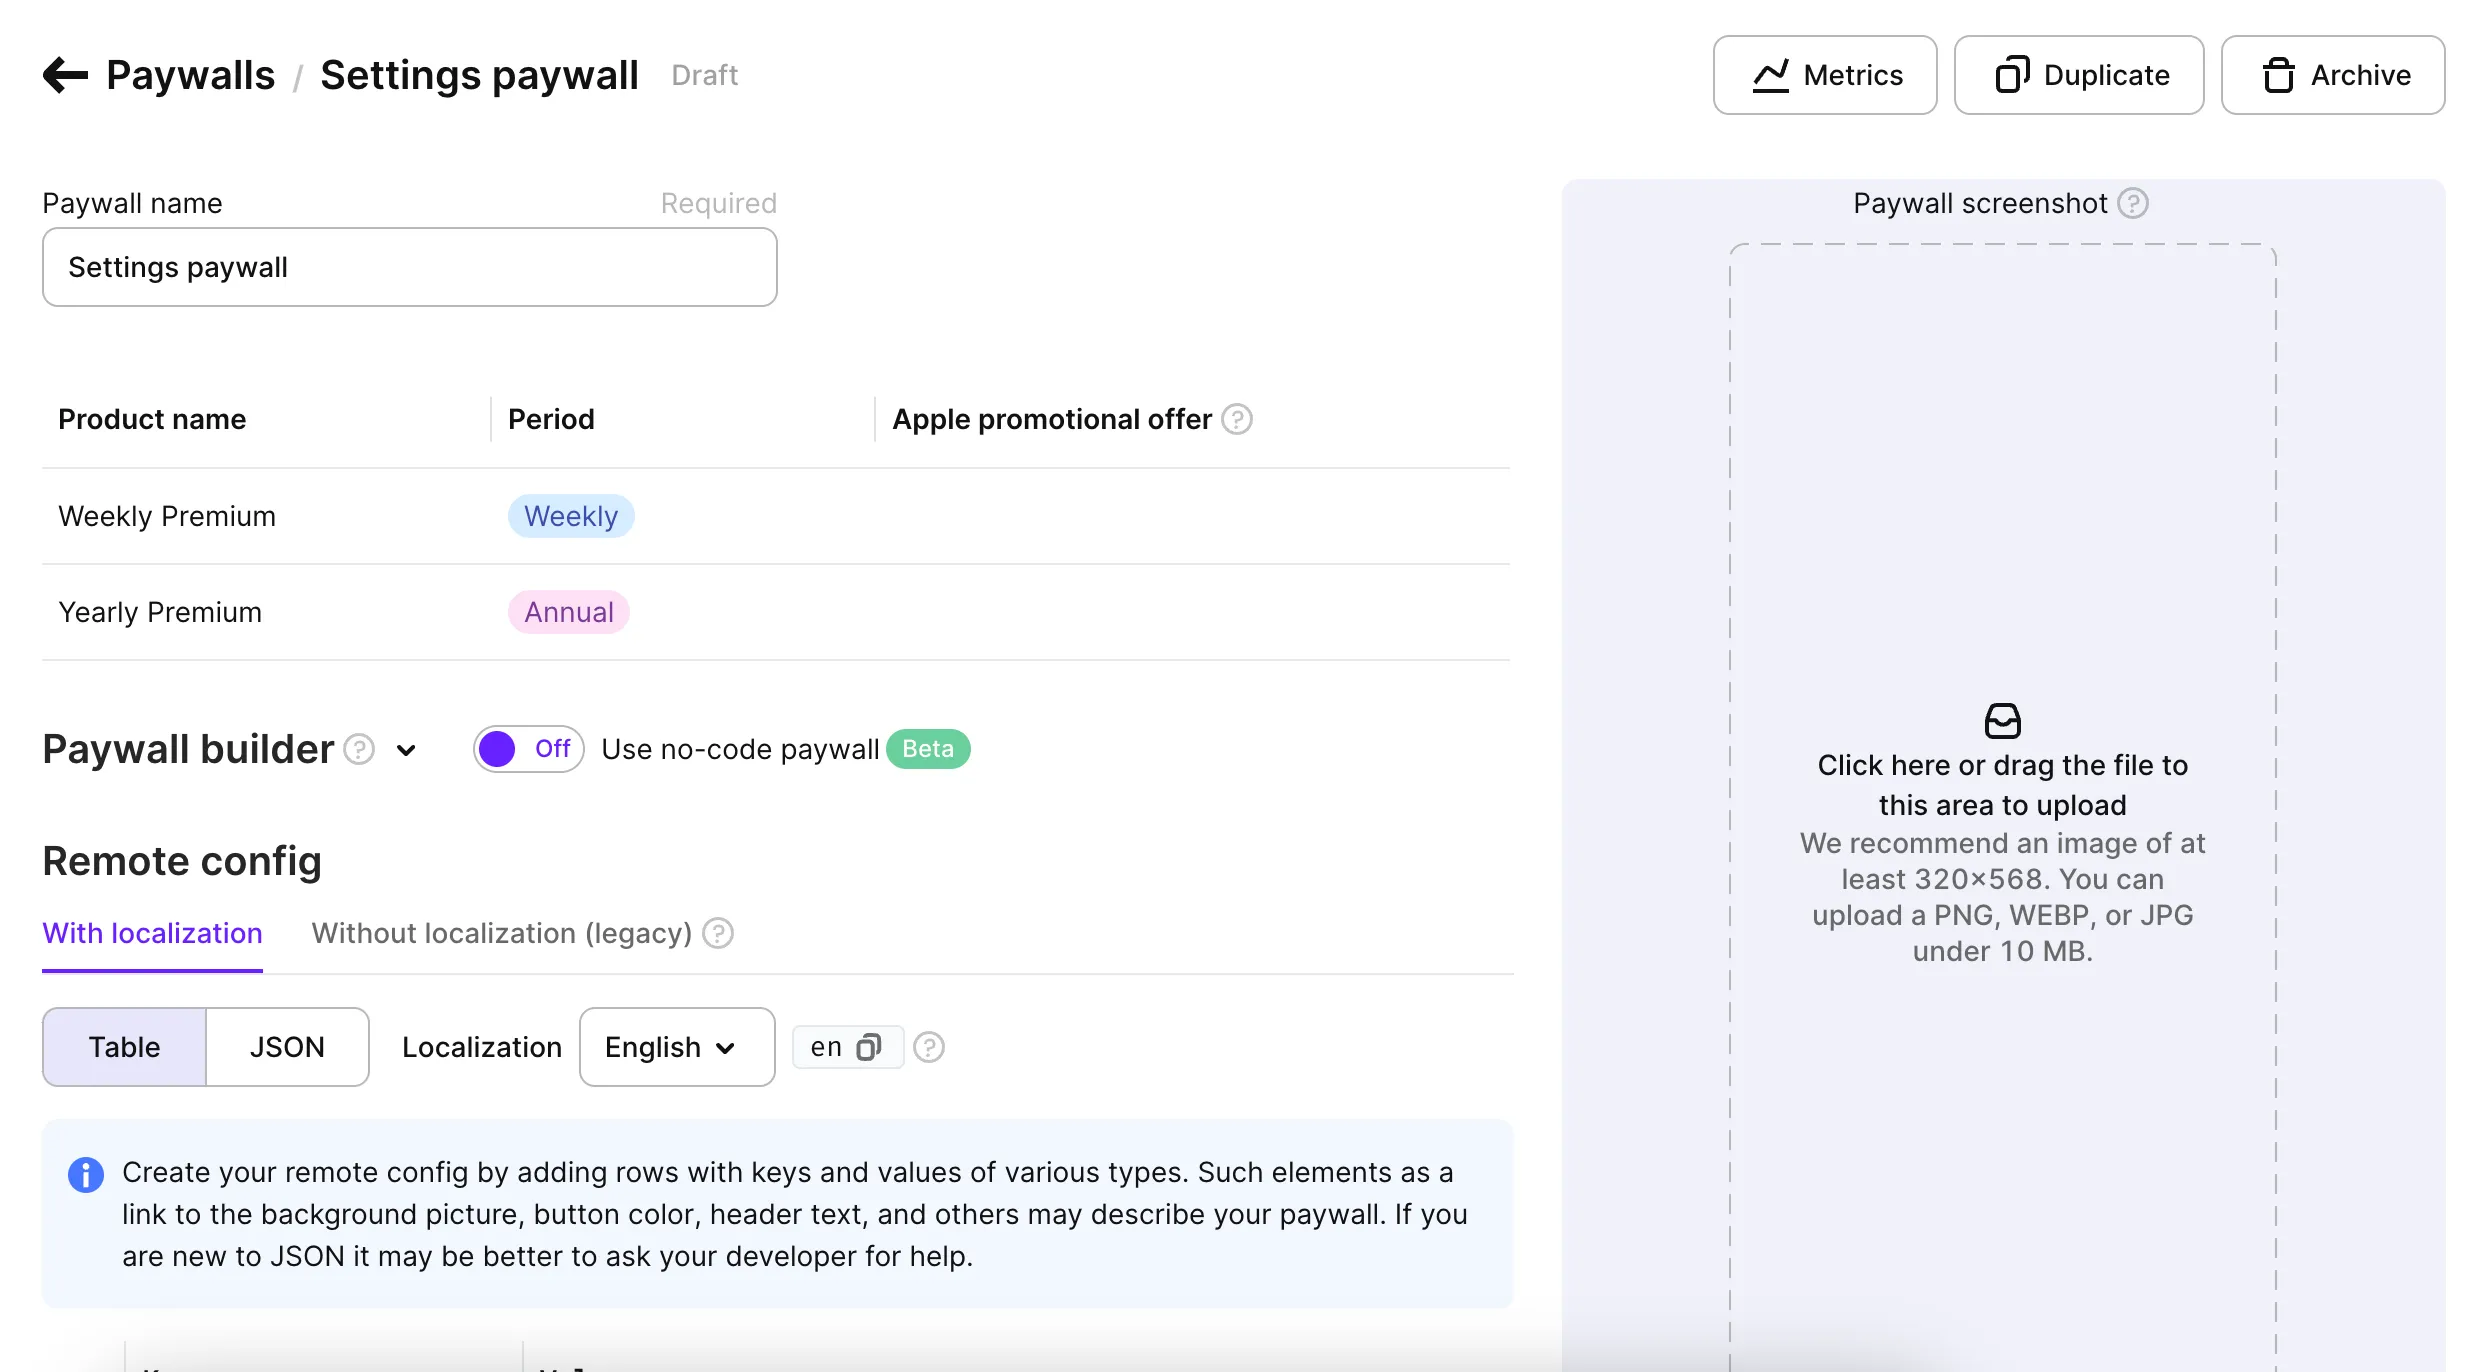 Paywalls / Settings paywall Draft
Metrics
Duplicate
Archive
Paywall name Required
Settings paywall
Product name Period Apple promotional offer ?
Weekly Premium Weekly
Yearly Premium Annual
Paywall builder ? Off Use no-code paywall Beta
Remote config
With localization Without localization (legacy) ?
Table JSON Localization English en ?
Create your remote config by adding rows with keys and values of various types. Such elements as a
link to the background picture, button color, header text, and others may describe your paywall. If you
are new to JSON it may be better to ask your developer for help.
Paywall screenshot ?
Click here or drag the file to
this area to upload
We recommend an image of at
least 320×568. You can
upload a PNG, WEBP, or JPG
under 10 MB.